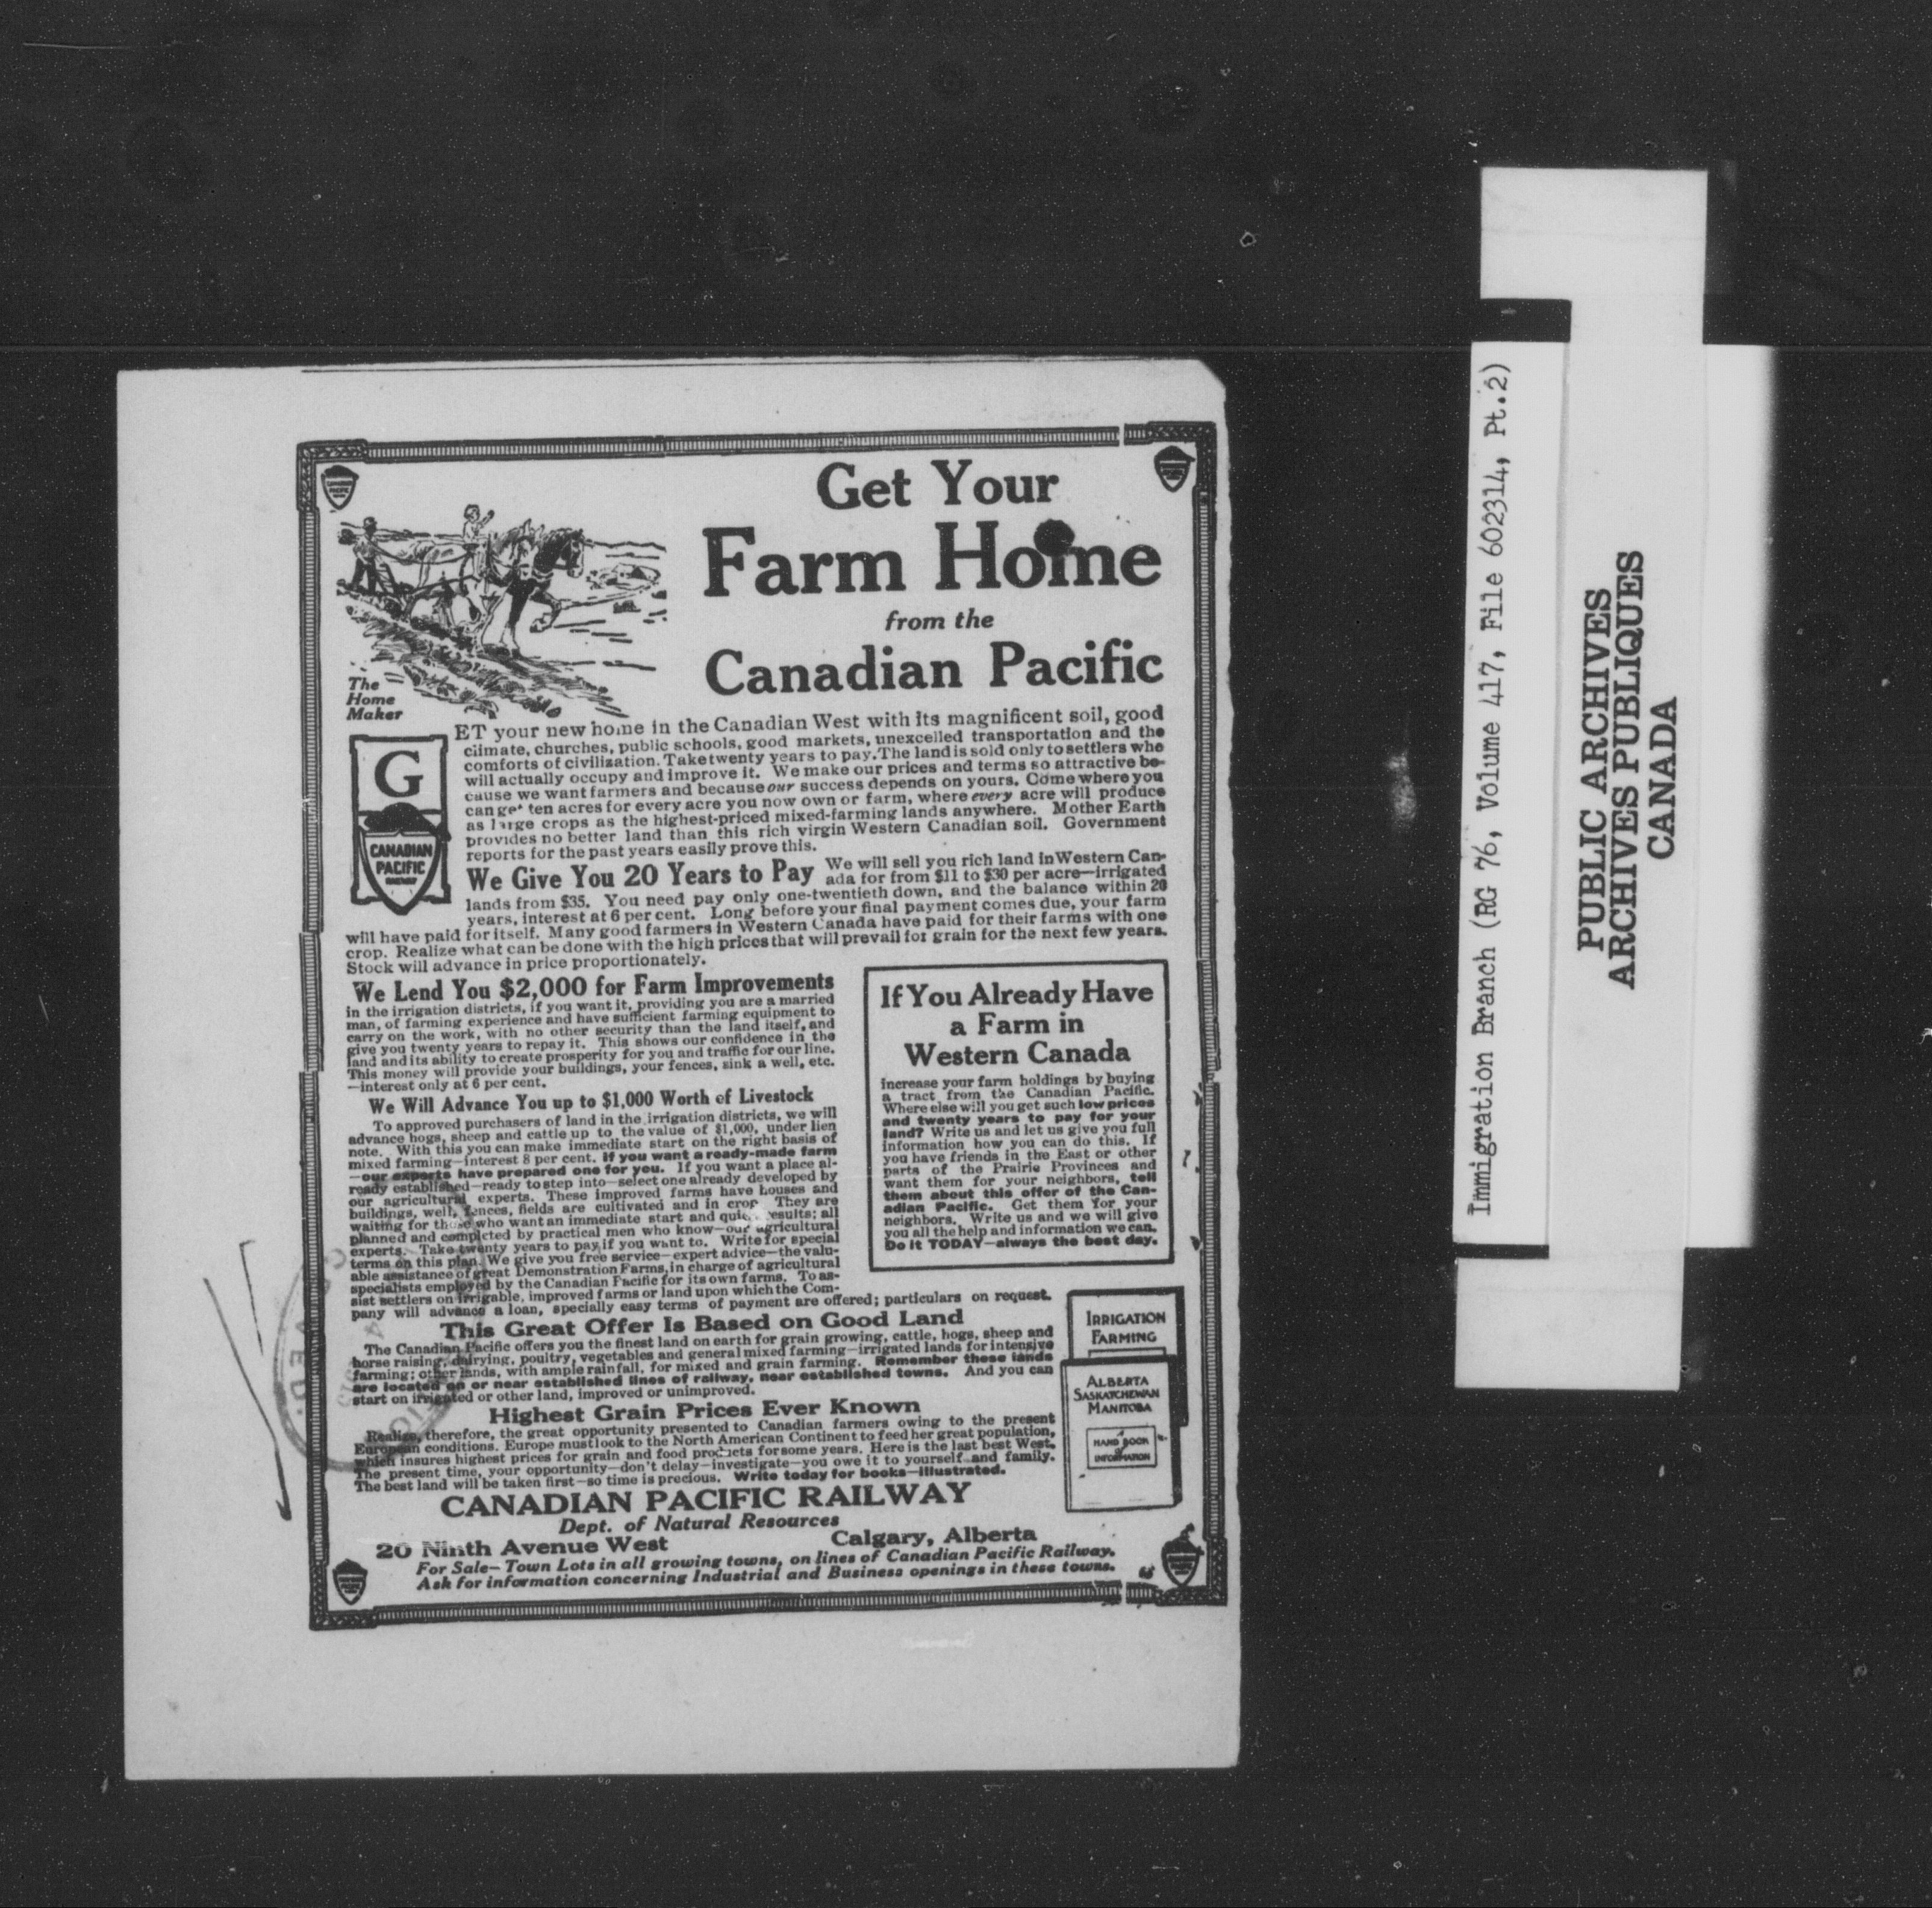 Get Your
Farm Home
from the
Canadian Pacific
The
Home
Maker
GET your new home in the Canadian West with its magnificent soil, good
climate, churches, public schools, good markets, unexcelled transportation and the
comforts of civilization. Take twenty years to pay. The land is sold only to settlers who
will actually occupy and improve it. We make our prices and terms so attractive be-
cause we want farmers and because our success depends on yours. Come where you
can get ten acres for every acre you now own or farm, where every acre will produce
as large crops as the highest-priced mixed-farming lands anywhere. Mother Earth
provides no better land than this rich virgin Western Canadian soil. Government
reports for the past years easily prove this.
CANADIAN
PACIFIC
RAILWAY
We Give You 20 Years to Pay We will sell you rich land in Western Can-
ada for from $11 to $30 per acre—irrigated
lands from $35. You need pay only one-twentieth down, and the balance within 20
years, interest at 6 per cent. Long before your final payment comes due, your farm
will have paid for itself. Many good farmers in Western Canada have paid for their farms with one
crop. Realize what can be done with the high prices that will prevail for grain for the next few years.
Stock will advance in price proportionately.
We Lend You $2,000 for Farm Improvements
in the irrigation districts, if you want it, providing you are a married
man, of farming experience and have sufficient farming equipment to
carry on the work, with no other security than the land itself, and
give you twenty years to repay it. This shows our confidence in the
land and its ability to create prosperity for you and traffic for our line.
This money will provide your buildings, your fences, sink a well, etc.
—interest only at 6 per cent.
We Will Advance You up to $1,000 Worth of Livestock
To approved purchasers of land in the irrigation districts, we will
advance hogs, sheep and cattle up to the value of $1,000, under lien
note. With this you can make immediate start on the right basis of
mixed farming—interest 8 per cent. If you want a ready-made farm
—our experts have prepared one for you. If you want a place al-
ready established—ready to step into—select one already developed by
our agricultural experts. These improved farms have houses and
buildings, well, fences, fields are cultivated and in crop. They are
waiting for those who want an immediate start and quick results; all
planned and completed by practical men who know—our agricultural
experts. Take twenty years to pay if you want to. Write for special
terms on this plan. We give you free service—expert advice—the valu-
able assistance of great Demonstration Farms, in charge of agricultural
specialists employed by the Canadian Pacific for its own farms. To as-
sist settlers on irrigable, improved farms or land upon which the Com-
pany will advance a loan, specially easy terms of payment are offered; particulars on request.
If You Already Have
a Farm in
Western Canada
increase your farm holdings by buying
a tract from the Canadian Pacific.
Where else will you get such low prices
and twenty years to pay for your
land? Write us and let us give you full
information how you can do this. If
you have friends in the East or other
parts of the Prairie Provinces and
want them for your neighbors, tell
them about this offer of the Can-
adian Pacific. Get them for your
neighbors. Write us and we will give
you all the help and information we can.
Do it TODAY—always the best day.
This Great Offer Is Based on Good Land
The Canadian Pacific offers you the finest land on earth for grain growing, cattle, hogs, sheep and
horse raising, dairying, poultry, vegetables and general mixed farming—irrigated lands for intensive
farming; other lands, with ample rainfall, for mixed and grain farming. Remember these lands
are located on or near established lines of railway, near established towns. And you can
start on irrigated or other land, improved or unimproved.
Highest Grain Prices Ever Known
Realize, therefore, the great opportunity presented to Canadian farmers owing to the present
European conditions. Europe must look to the North American Continent to feed her great population,
which insures highest prices for grain and food products for some years. Here is the last best West.
The present time, your opportunity—don't delay—investigate—you owe it to yourself and family.
The best land will be taken first—so time is precious. Write today for books—illustrated.
IRRIGATION
FARMING
ALBERTA
SASKATCHEWAN
MANITOBA
HAND BOOK
of
INFORMATION
CANADIAN PACIFIC RAILWAY
Dept. of Natural Resources
20 Ninth Avenue West Calgary, Alberta
For Sale—Town Lots in all growing towns, on lines of Canadian Pacific Railway.
Ask for information concerning Industrial and Business openings in these towns.
Immigration Branch (RG 76, Volume 417, File 602314, Pt.2)
PUBLIC ARCHIVES
ARCHIVES PUBLIQUES
CANADA